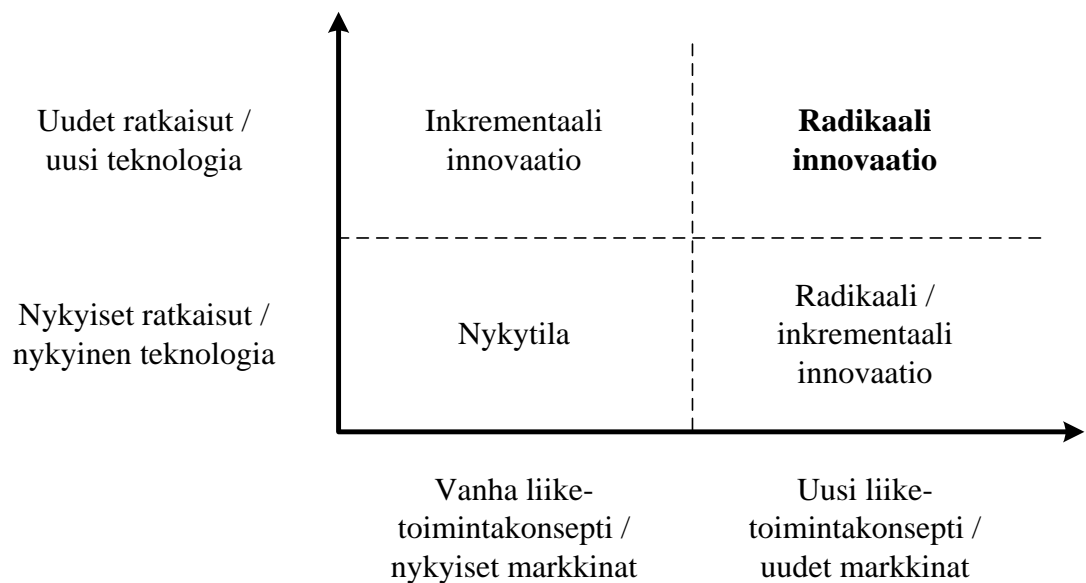 Uudet ratkaisut /
uusi teknologia
Inkrementaali
innovaatio
Radikaali
innovaatio
Nykyiset ratkaisut /
nykyinen teknologia
Nykytila
Radikaali /
inkrementaali
innovaatio
Vanha liike-
toimintakonsepti /
nykyiset markkinat
Uusi liike-
toimintakonsepti /
uudet markkinat